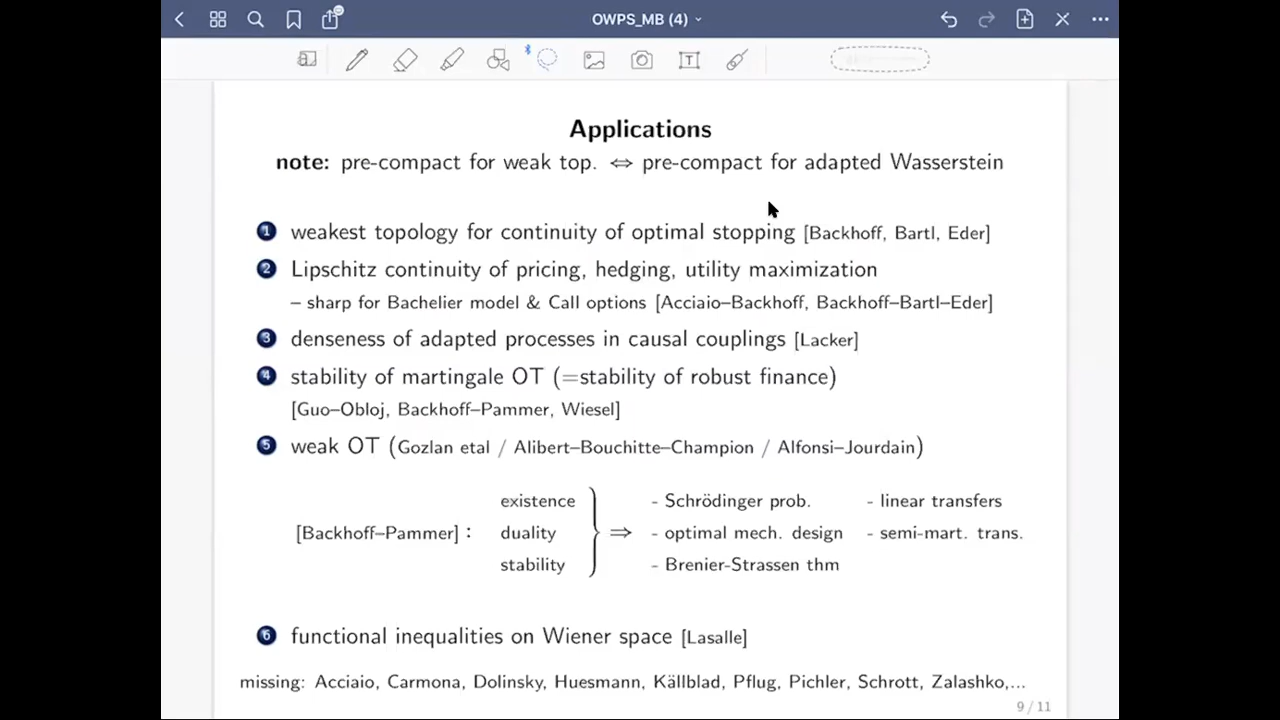 OWPS_MB (4)
Applications
note: pre-compact for weak top. ⇔ pre-compact for adapted Wasserstein
1 weakest topology for continuity of optimal stopping [Backhoff, Bartl, Eder]
2 Lipschitz continuity of pricing, hedging, utility maximization
– sharp for Bachelier model & Call options [Acciaio–Backhoff, Backhoff–Bartl–Eder]
3 denseness of adapted processes in causal couplings [Lacker]
4 stability of martingale OT (=stability of robust finance)
[Guo–Obloj, Backhoff–Pammer, Wiesel]
5 weak OT (Gozlan etal / Alibert–Bouchitte–Champion / Alfonsi–Jourdain)
existence - Schrödinger prob. - linear transfers
[Backhoff–Pammer] : duality ⇒ - optimal mech. design - semi-mart. trans.
stability - Brenier-Strassen thm
6 functional inequalities on Wiener space [Lasalle]
missing: Acciaio, Carmona, Dolinsky, Huesmann, Källblad, Pflug, Pichler, Schrott, Zalashko,...
9 / 11